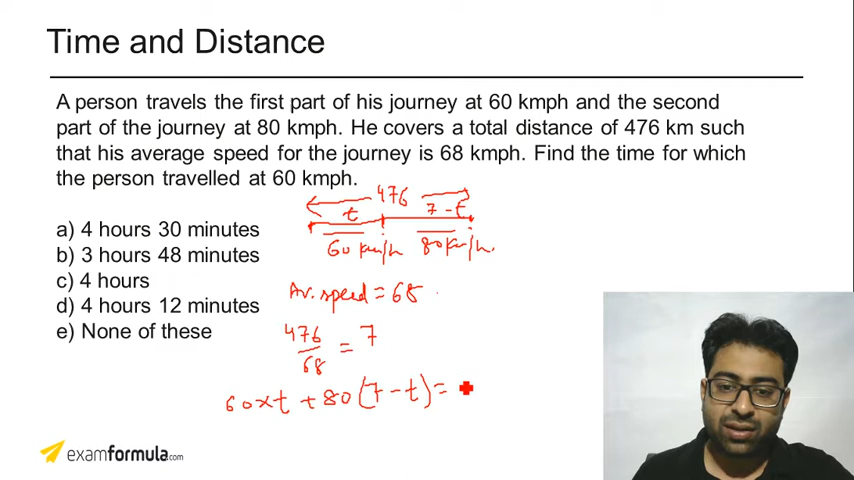 Time and Distance
A person travels the first part of his journey at 60 kmph and the second
part of the journey at 80 kmph. He covers a total distance of 476 km such
that his average speed for the journey is 68 kmph. Find the time for which
the person travelled at 60 kmph.
476
t 7-t
60 km/h 80 km/h.
a) 4 hours 30 minutes
b) 3 hours 48 minutes
c) 4 hours
d) 4 hours 12 minutes
e) None of these
Av. speed = 68
476/68 = 7
60×t + 80(7-t) =
examformula.com